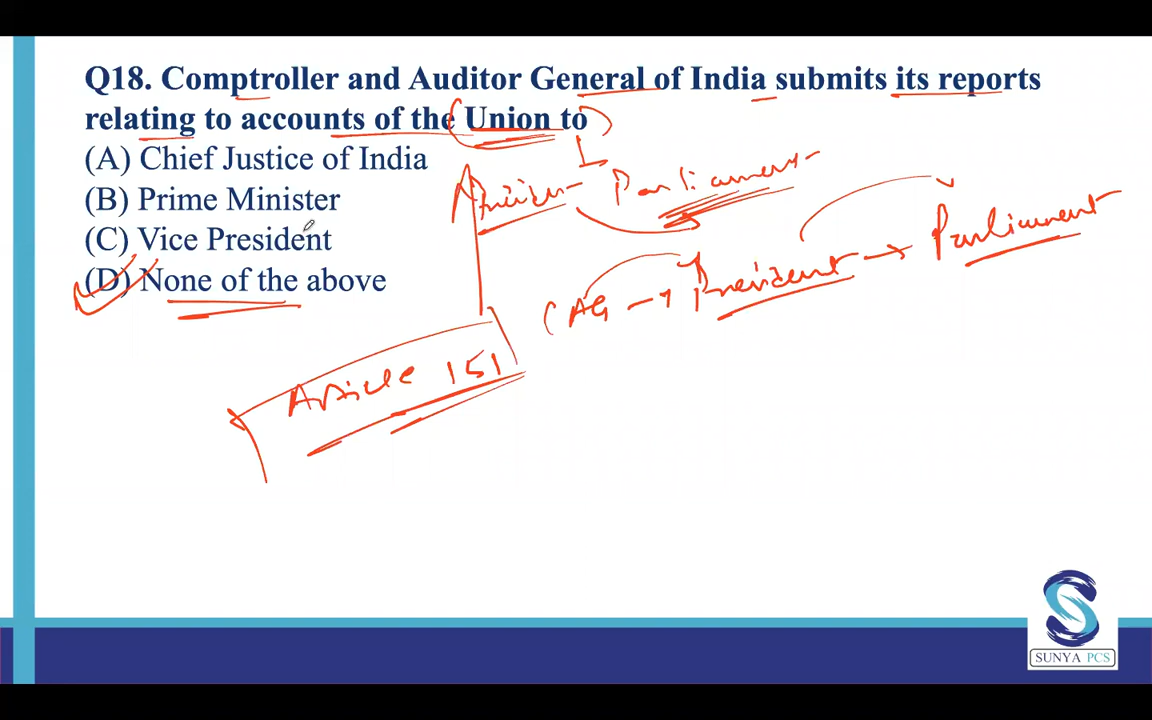 Q18. Comptroller and Auditor General of India submits its reports
relating to accounts of the Union to
(A) Chief Justice of India
(B) Prime Minister
(C) Vice President
(D) None of the above
Parliament
CAG → President → Parliament
Article 151
SUNYA PCS